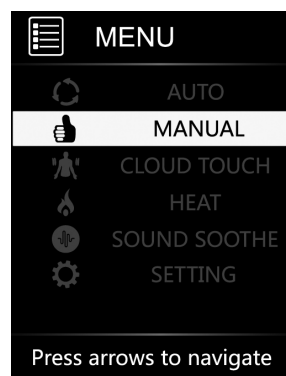 MENU
AUTO
MANUAL
CLOUD TOUCH
HEAT
SOUND SOOTHE
SETTING
Press arrows to navigate